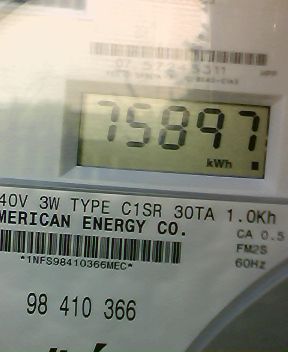 75897
kWh
40V 3W TYPE C1SR 30TA 1.0Kh
MERICAN ENERGY CO.
CA 0.5
FM2S
*1NFS98410366MEC*
60Hz
98 410 366